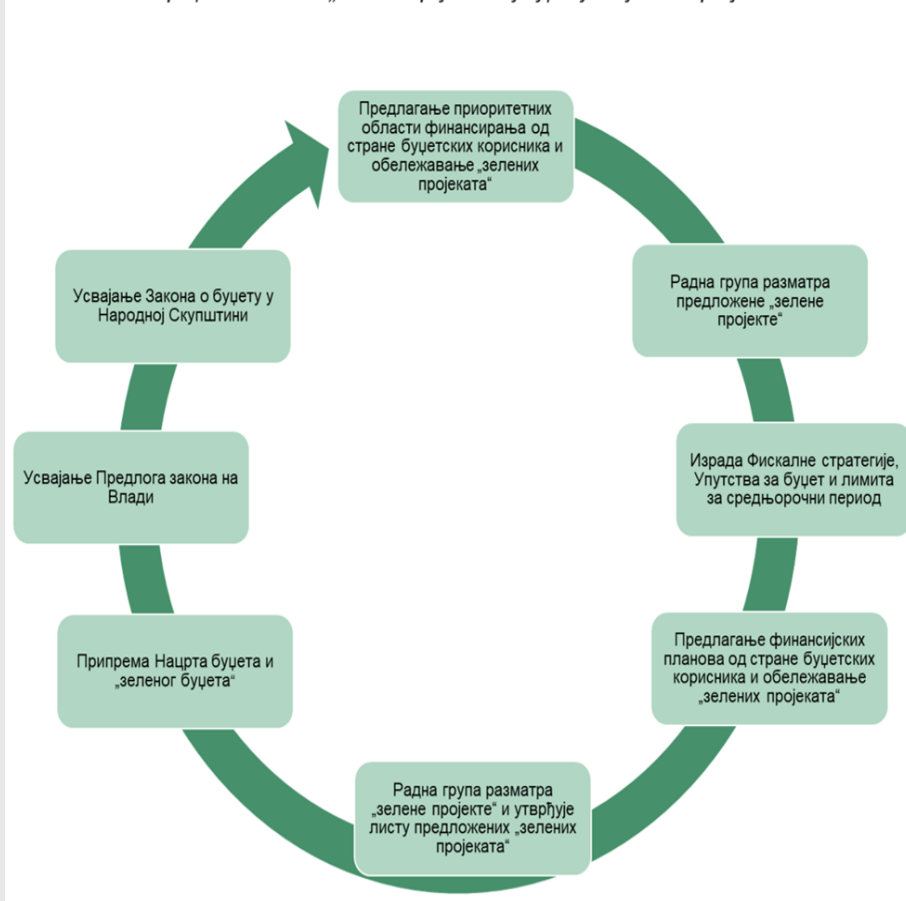 Предлагање приоритетних
области финансирања од
стране буџетских корисника и
обележавање „зелених
пројеката“
Радна група разматра
предложене „зелене
пројекте“
Израда Фискалне стратегије,
Упутства за буџет и лимита
за средњорочни период
Предлагање финансијских
планова од стране буџетских
корисника и обележавање
„зелених пројеката“
Радна група разматра
„зелене пројекте“ и утврђује
листу предложених „зелених
пројеката“
Припрема Нацрта буџета и
„зеленог буџета“
Усвајање Предлога закона на
Влади
Усвајање Закона о буџету у
Народној Скупштини